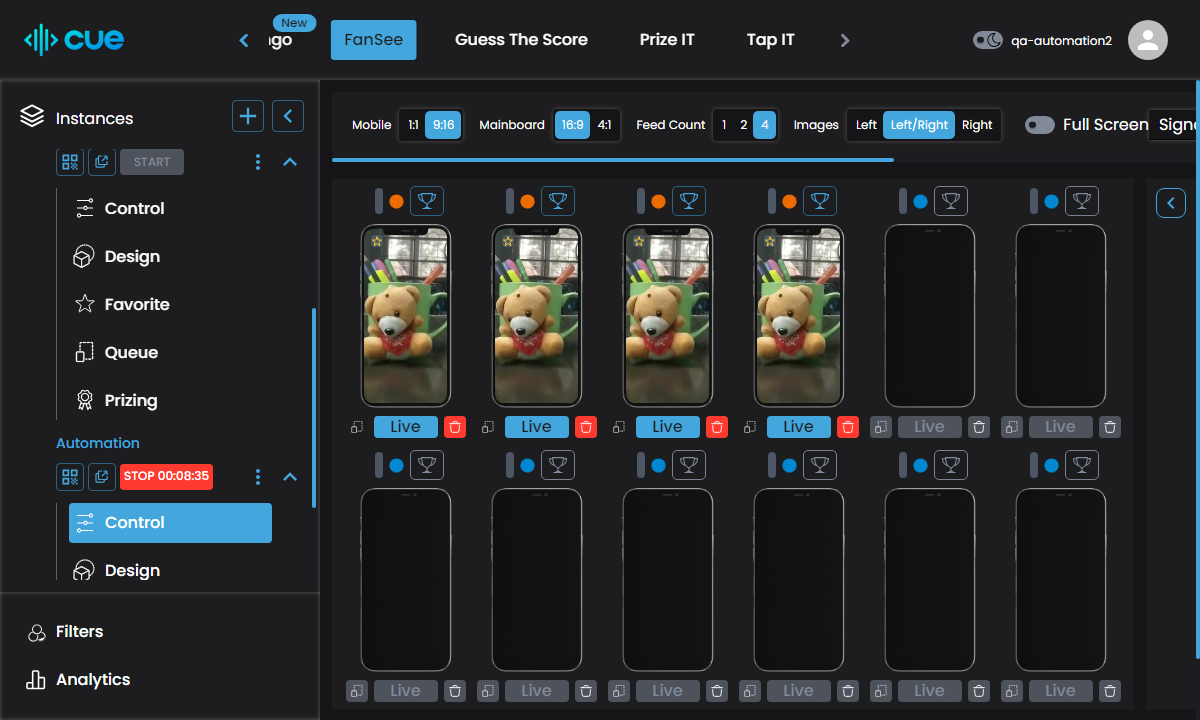 cue
New
FanSee
Guess The Score
Prize IT
Tap IT
qa-automation2
Instances
START
Control
Design
Favorite
Queue
Prizing
Automation
STOP 00:08:35
Control
Design
Filters
Analytics
Mobile 1:1 9:16 Mainboard 16:9 4:1 Feed Count 1 2 4 Images Left Left/Right Right Full Screen
Live Live Live Live Live Live
Live Live Live Live Live Live